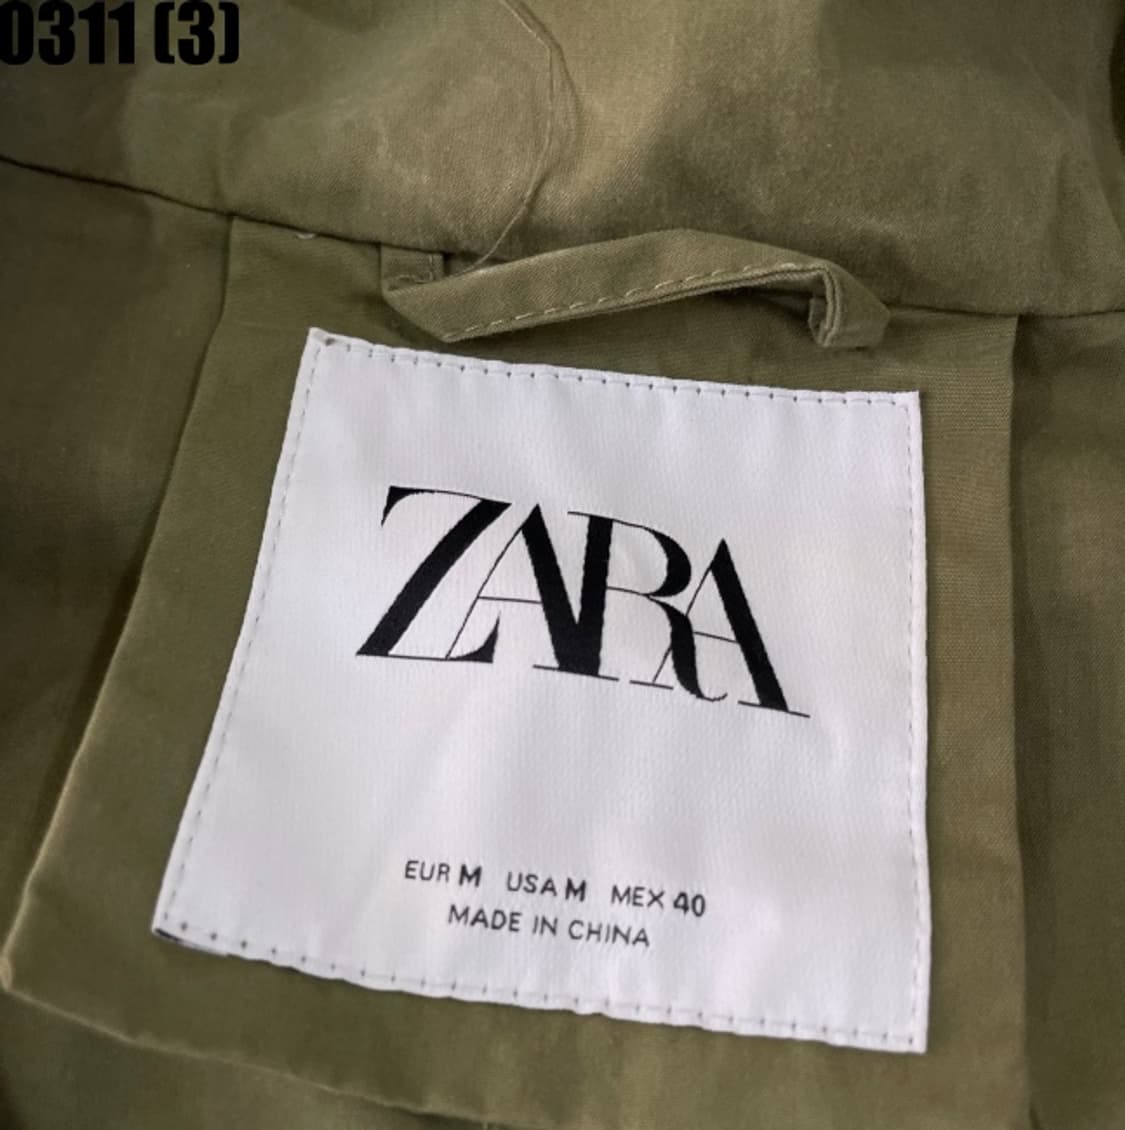 0311 (3)
ZARA
EUR M USA M MEX 40
MADE IN CHINA